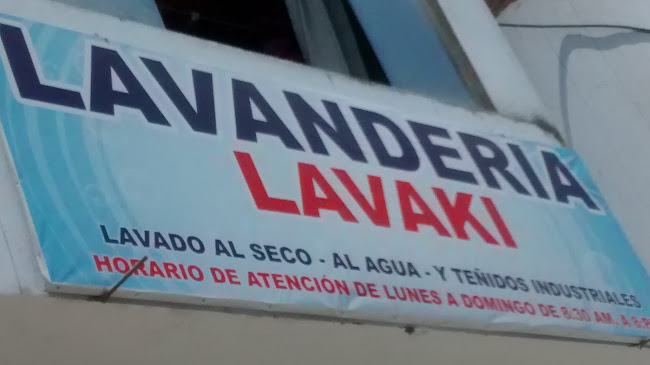 LAVANDERIA
LAVAKI
LAVADO AL SECO - AL AGUA - Y TEÑIDOS INDUSTRIALES
HORARIO DE ATENCIÓN DE LUNES A DOMINGO DE 8:30 AM. A